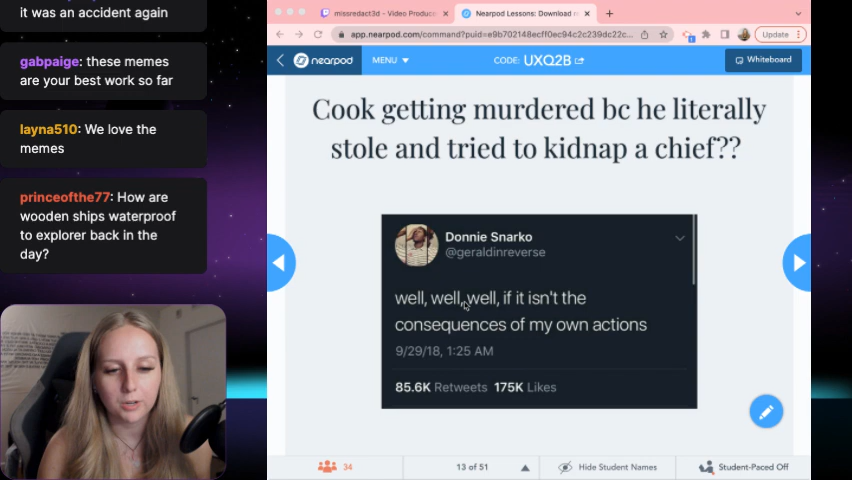 it was an accident again
gabpaige: these memes
are your best work so far
layna510: We love the
memes
princeofthe77: How are
wooden ships waterproof
to explorer back in the
day?
missredact3d - Video Produce
Nearpod Lessons: Download
app.nearpod.com/command?puid=e9b702148ecff0ec94c2c239dc22c...
Update
nearpod
MENU
CODE: UXQ2B
Whiteboard
Cook getting murdered bc he literally
stole and tried to kidnap a chief??
Donnie Snarko
@geraldinreverse
well, well, well, if it isn't the
consequences of my own actions
9/29/18, 1:25 AM
85.6K Retweets 175K Likes
34
13 of 51
Hide Student Names
Student-Paced Off